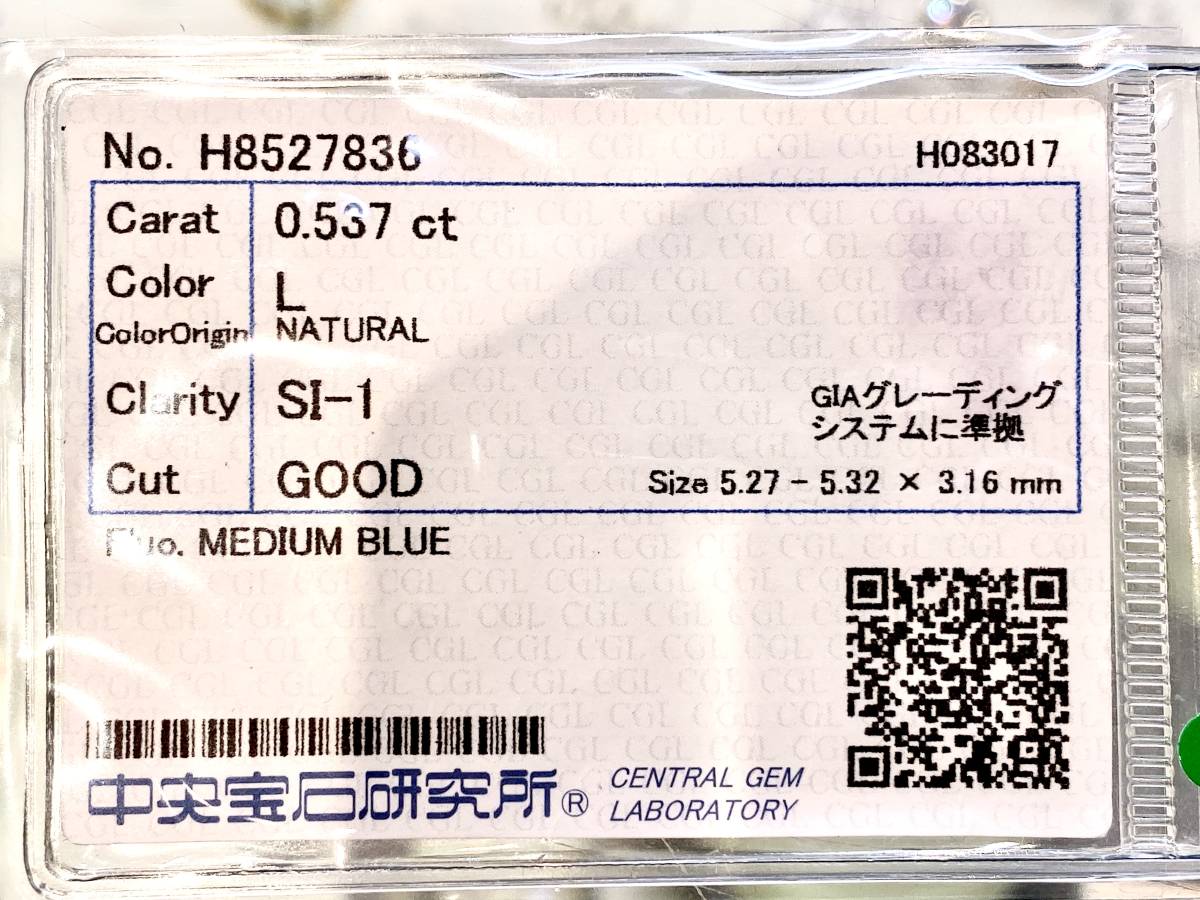 No. H8527836
H083017
Carat 0.537 ct
Color L
ColorOrigin NATURAL
Clarity SI-1
GIAグレーディング
システムに準拠
Cut GOOD
Size 5.27 - 5.32 × 3.16 mm
Fluo. MEDIUM BLUE
中央宝石研究所®
CENTRAL GEM
LABORATORY